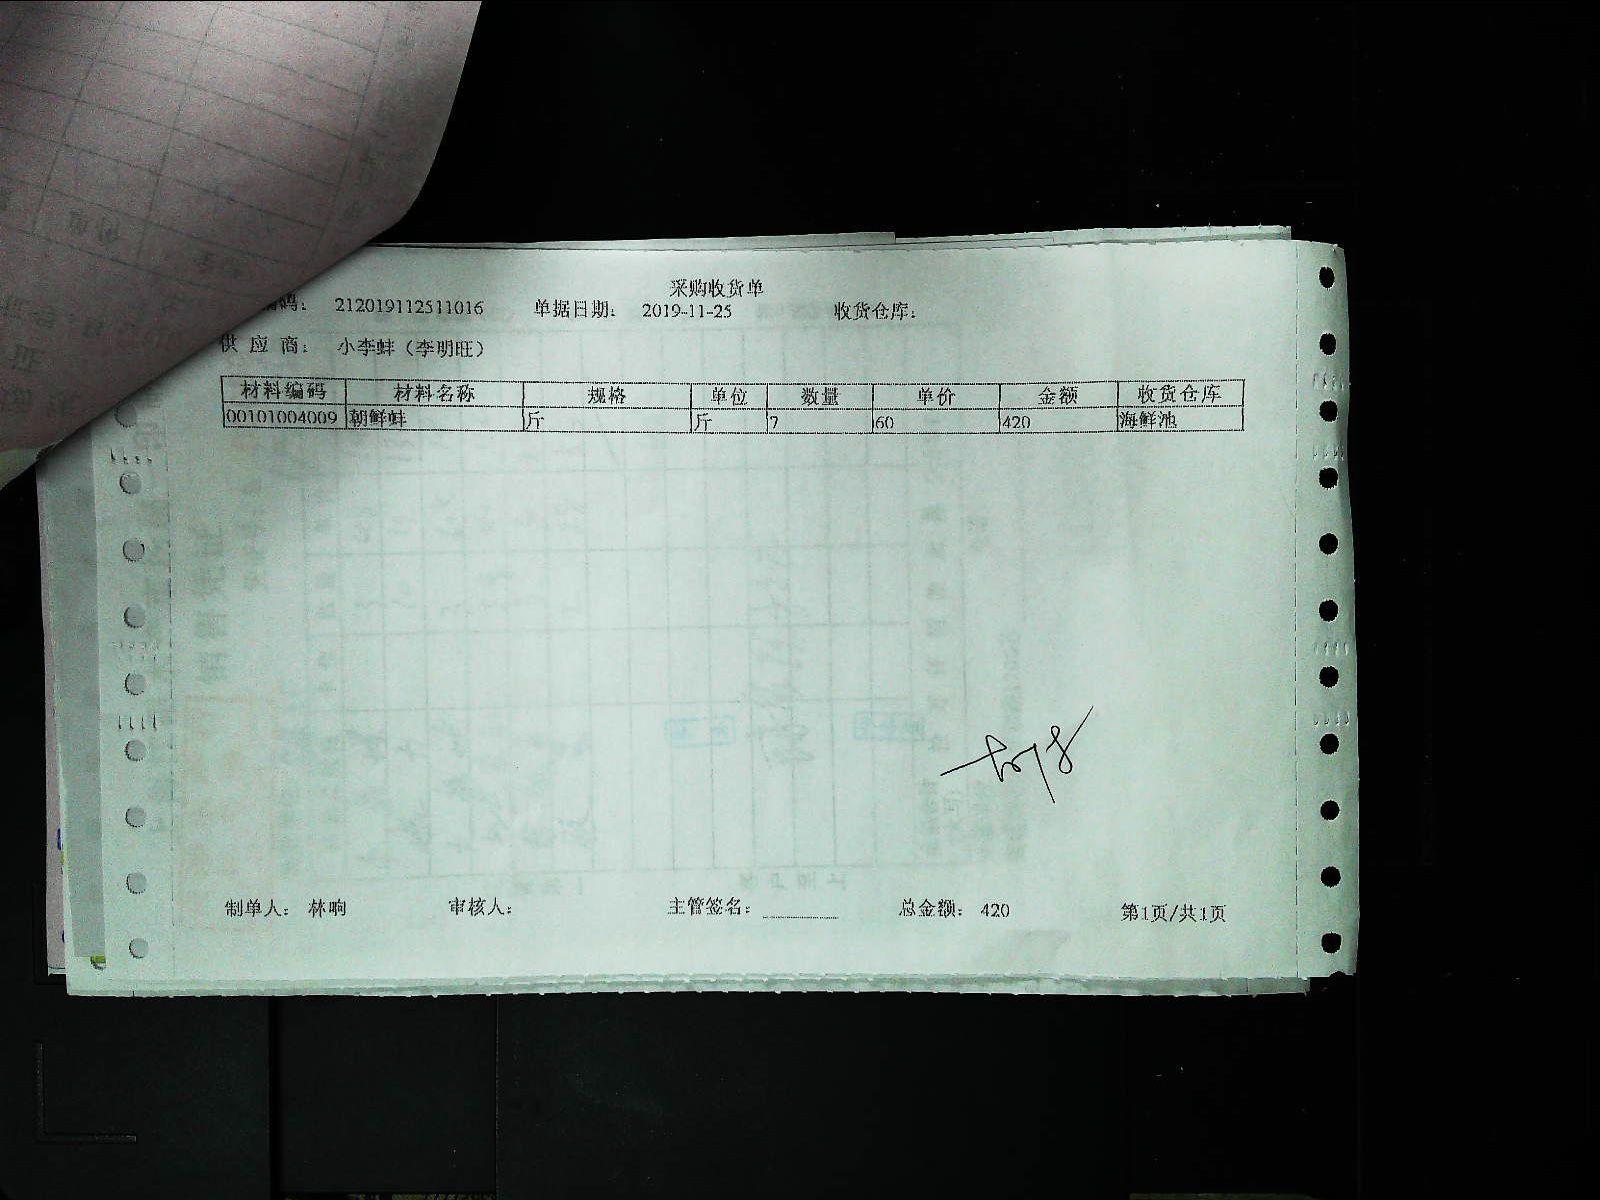 采购收货单
编码： 212019112511016 单据日期： 2019-11-25 收货仓库：
供应商： 小李蚌（李明旺）
材料编码 材料名称 规格 单位 数量 单价 金额 收货仓库
00101004009 朝鲜蚌 斤 斤 7 60 420 海鲜池
制单人： 林响 审核人： 主管签名： 总金额： 420 第1页/共1页